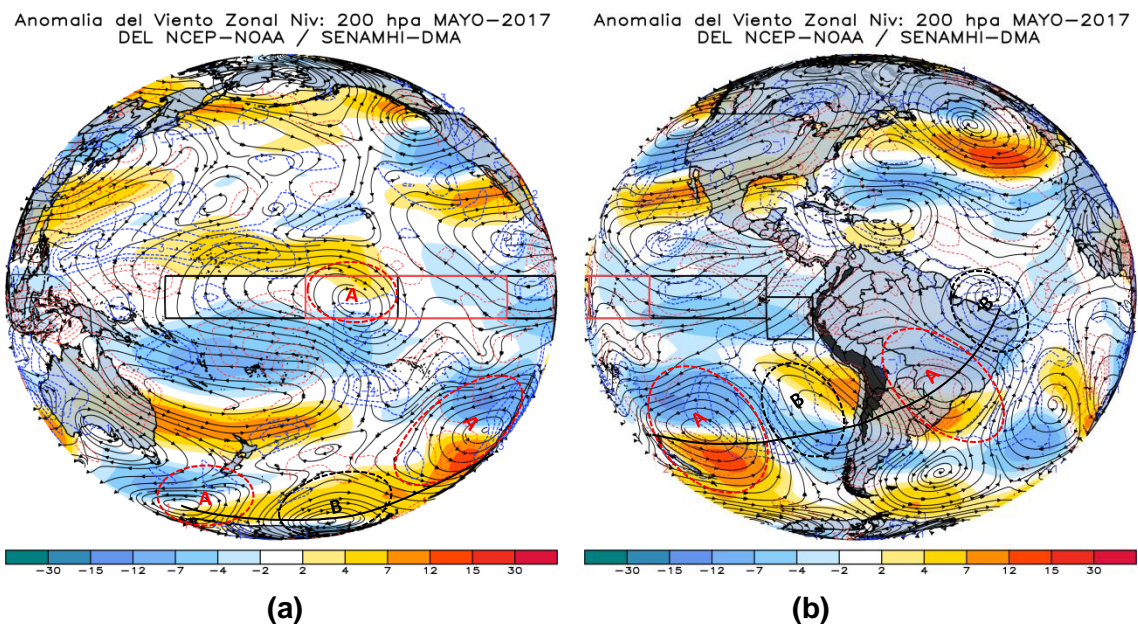 Anomalia del Viento Zonal Niv: 200 hpa MAYO-2017
DEL NCEP-NOAA / SENAMHI-DMA
A
A
A
B
-30 -15 -12 -7 -4 -2 2 4 7 12 15 30
(a)
Anomalia del Viento Zonal Niv: 200 hpa MAYO-2017
DEL NCEP-NOAA / SENAMHI-DMA
B
A
B
A
-30 -15 -12 -7 -4 -2 2 4 7 12 15 30
(b)